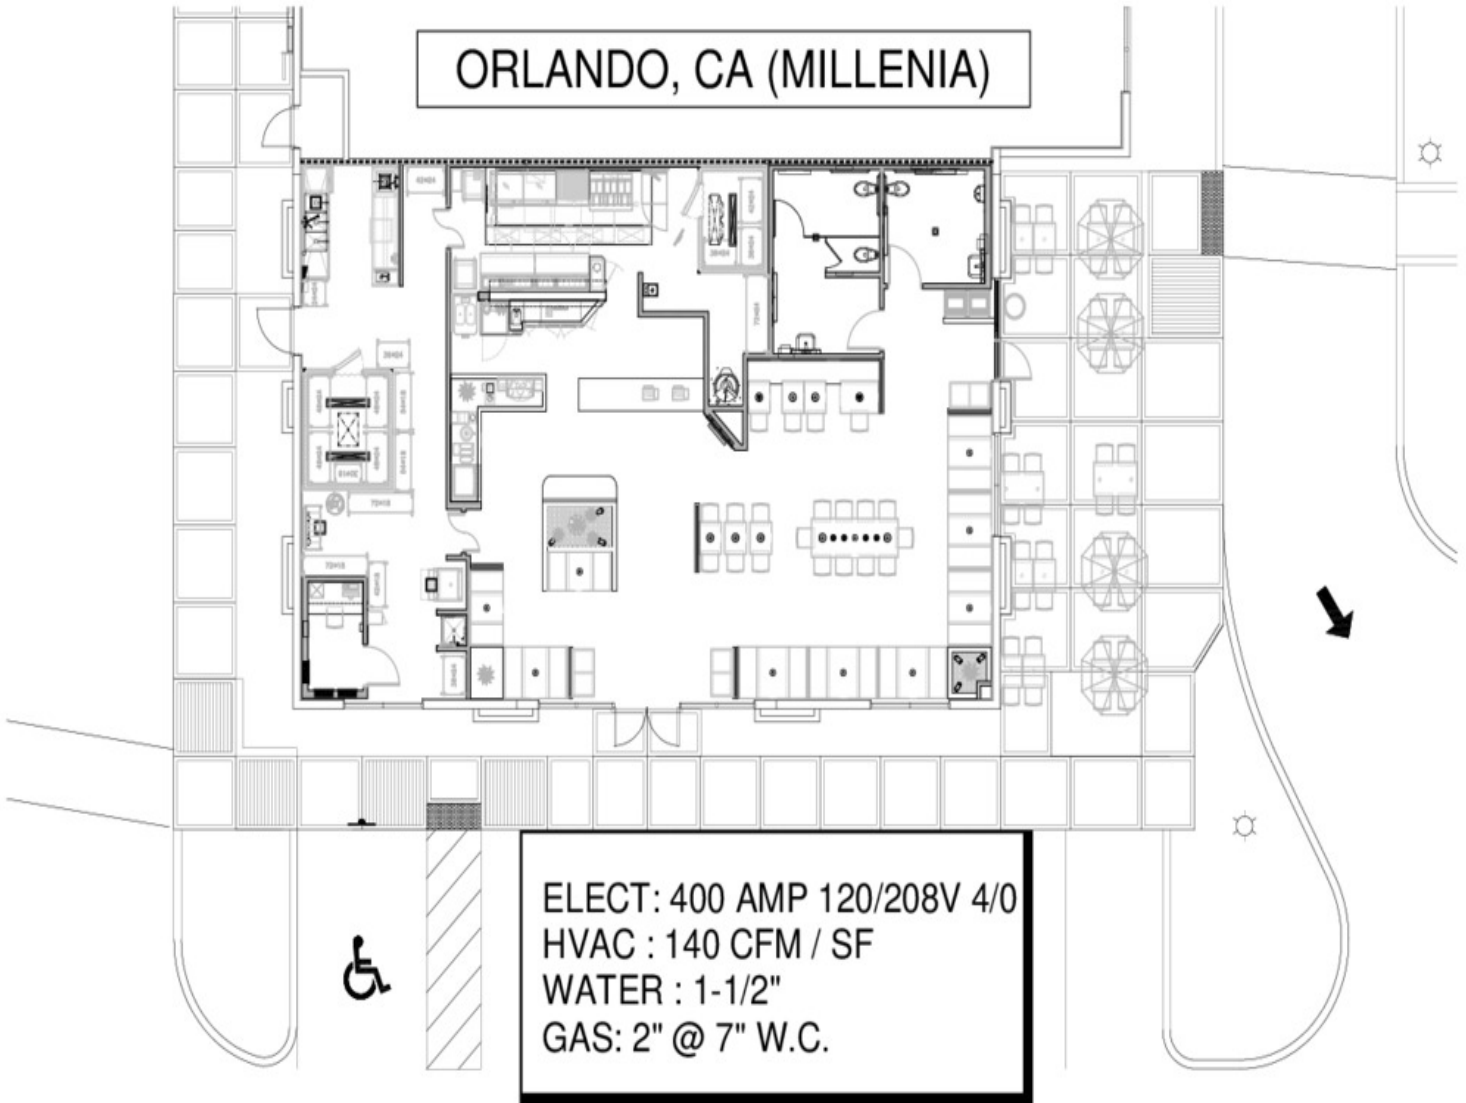 ORLANDO, CA (MILLENIA)
ELECT: 400 AMP 120/208V 4/0
HVAC : 140 CFM / SF
WATER : 1-1/2"
GAS: 2" @ 7" W.C.